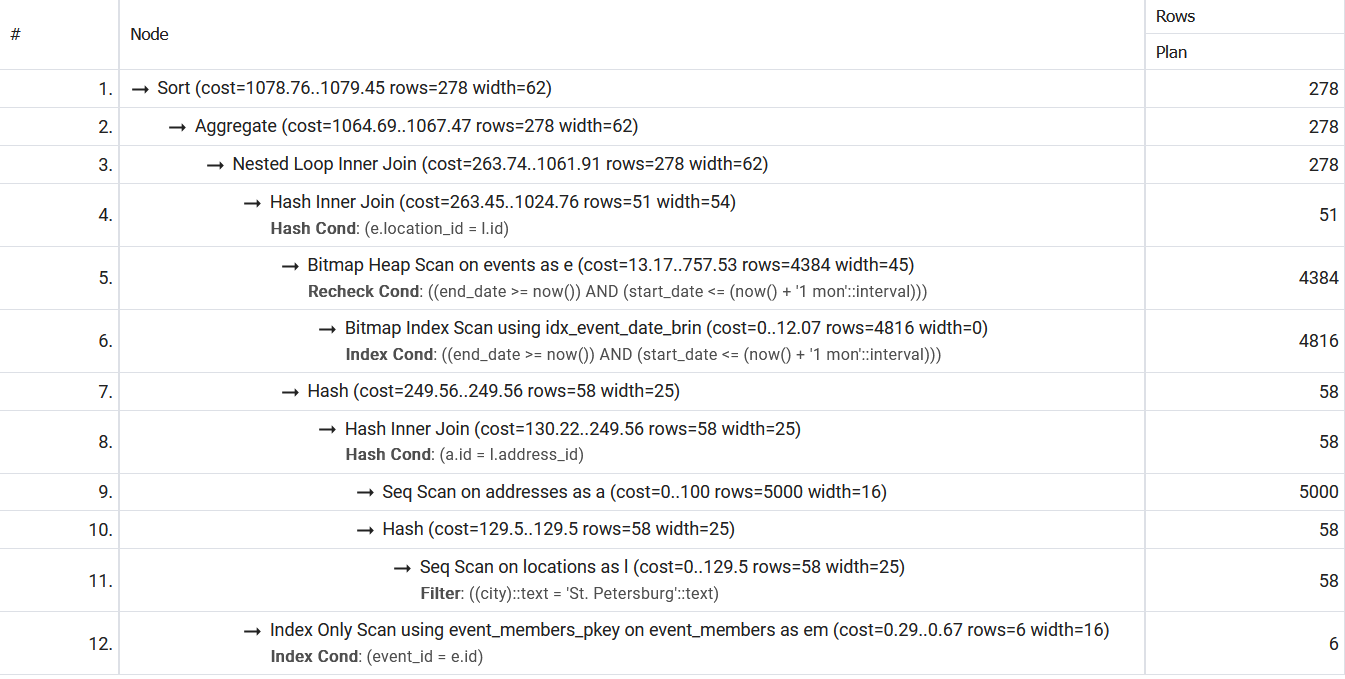 # Node Rows
Plan
1. → Sort (cost=1078.76..1079.45 rows=278 width=62) 278
2. → Aggregate (cost=1064.69..1067.47 rows=278 width=62) 278
3. → Nested Loop Inner Join (cost=263.74..1061.91 rows=278 width=62) 278
4. → Hash Inner Join (cost=263.45..1024.76 rows=51 width=54) 51
Hash Cond: (e.location_id = l.id)
5. → Bitmap Heap Scan on events as e (cost=13.17..757.53 rows=4384 width=45) 4384
Recheck Cond: ((end_date >= now()) AND (start_date <= (now() + '1 mon'::interval)))
6. → Bitmap Index Scan using idx_event_date_brin (cost=0..12.07 rows=4816 width=0) 4816
Index Cond: ((end_date >= now()) AND (start_date <= (now() + '1 mon'::interval)))
7. → Hash (cost=249.56..249.56 rows=58 width=25) 58
8. → Hash Inner Join (cost=130.22..249.56 rows=58 width=25) 58
Hash Cond: (a.id = l.address_id)
9. → Seq Scan on addresses as a (cost=0..100 rows=5000 width=16) 5000
10. → Hash (cost=129.5..129.5 rows=58 width=25) 58
11. → Seq Scan on locations as l (cost=0..129.5 rows=58 width=25) 58
Filter: ((city)::text = 'St. Petersburg'::text)
12. → Index Only Scan using event_members_pkey on event_members as em (cost=0.29..0.67 rows=6 width=16) 6
Index Cond: (event_id = e.id)